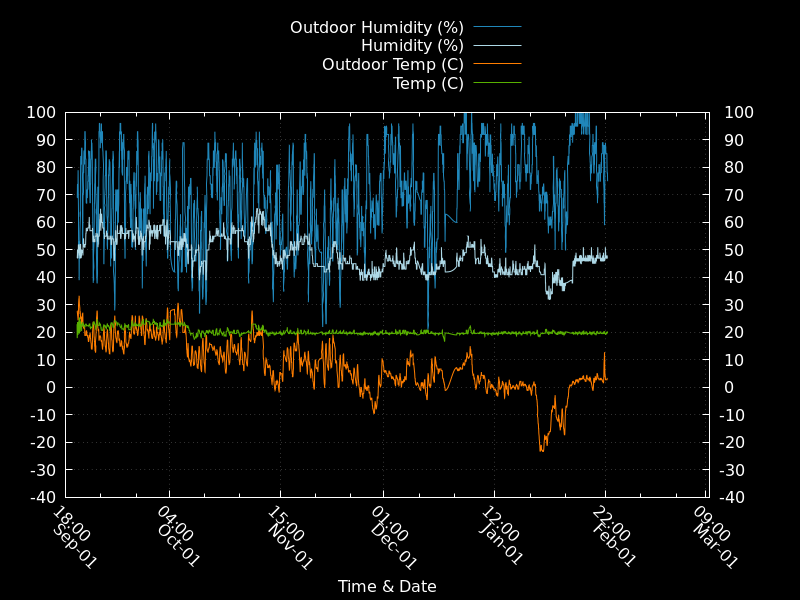 Outdoor Humidity (%)
Humidity (%)
Outdoor Temp (C)
Temp (C)
100 100
90 90
80 80
70 70
60 60
50 50
40 40
30 30
20 20
10 10
0 0
-10 -10
-20 -20
-30 -30
-40 -40
18:00
Sep-01
04:00
Oct-01
15:00
Nov-01
01:00
Dec-01
12:00
Jan-01
22:00
Feb-01
09:00
Mar-01
Time & Date